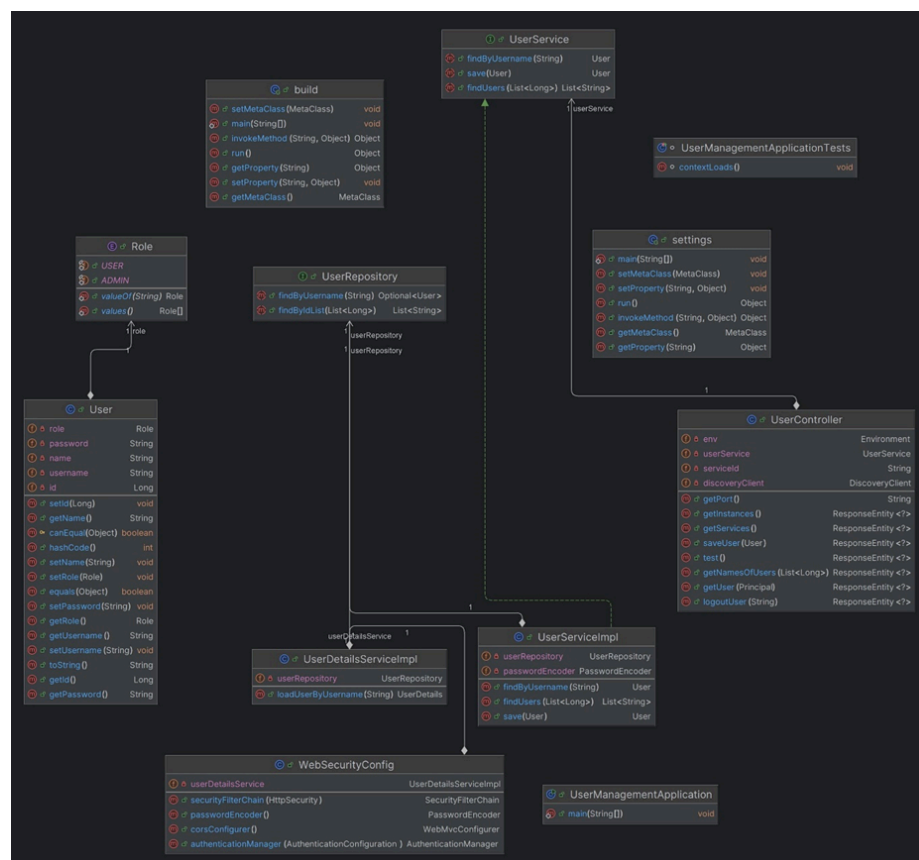 UserService
findByUsername(String) User
save(User) User
findUsers(List<Long>) List<String>
1 userService
build
setMetaClass(MetaClass) void
main(String[]) void
invokeMethod(String, Object) Object
run() Object
getProperty(String) Object
setProperty(String, Object) void
getMetaClass() MetaClass
UserManagementApplicationTests
contextLoads() void
Role
USER
ADMIN
valueOf(String) Role
values() Role[]
1 role
UserRepository
findByUsername(String) Optional<User>
findByIdList(List<Long>) List<String>
1 userRepository
1 userRepository
settings
main(String[]) void
setMetaClass(MetaClass) void
setProperty(String, Object) void
run() Object
invokeMethod(String, Object) Object
getMetaClass() MetaClass
getProperty(String) Object
1
User
role Role
password String
name String
username String
id Long
setId(Long) void
getName() String
canEqual(Object) boolean
hashCode() int
setName(String) void
setRole(Role) void
equals(Object) boolean
setPassword(String) void
getRole() Role
getUsername() String
setUsername(String) void
toString() String
getId() Long
getPassword() String
1
UserController
env Environment
userService UserService
serviceId String
discoveryClient DiscoveryClient
getPort() String
getInstances() ResponseEntity<?>
getServices() ResponseEntity<?>
saveUser(User) ResponseEntity<?>
test() ResponseEntity<?>
getNamesOfUsers(List<Long>) ResponseEntity<?>
getUser(Principal) ResponseEntity<?>
logoutUser(String) ResponseEntity<?>
1
userDetailsService 1
UserDetailsServiceImpl
userRepository UserRepository
loadUserByUsername(String) UserDetails
UserServiceImpl
userRepository UserRepository
passwordEncoder PasswordEncoder
findByUsername(String) User
findUsers(List<Long>) List<String>
save(User) User
WebSecurityConfig
userDetailsService UserDetailsServiceImpl
securityFilterChain(HttpSecurity) SecurityFilterChain
passwordEncoder() PasswordEncoder
corsConfigurer() WebMvcConfigurer
authenticationManager(AuthenticationConfiguration) AuthenticationManager
UserManagementApplication
main(String[]) void